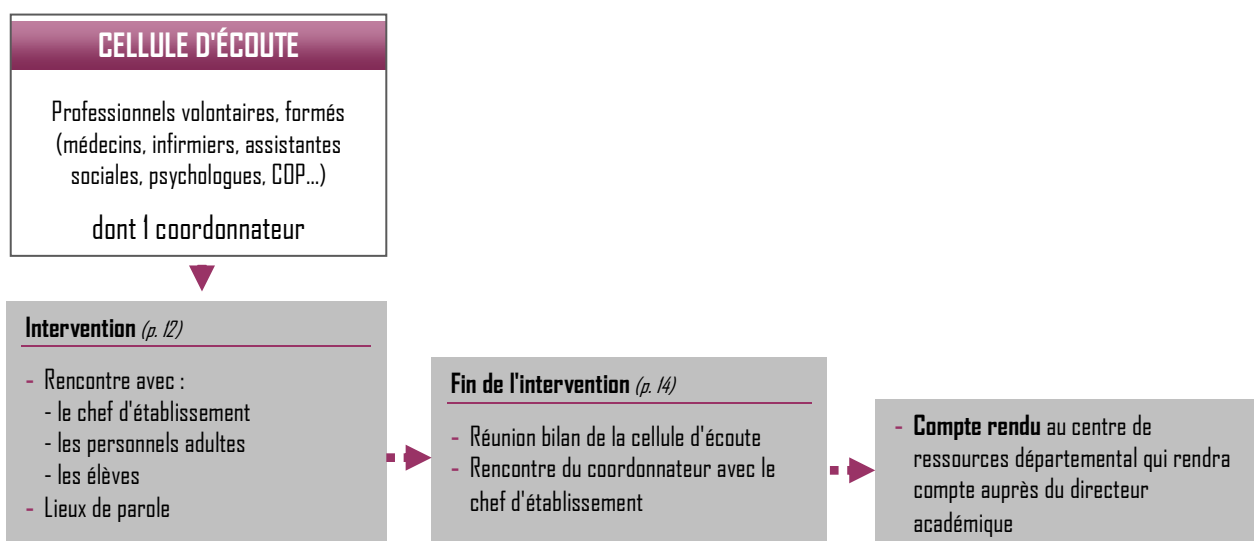 CELLULE D'ÉCOUTE
Professionnels volontaires, formés
(médecins, infirmiers, assistantes
sociales, psychologues, COP...)
dont 1 coordonnateur
Intervention (p. 12)
- Rencontre avec :
- le chef d'établissement
- les personnels adultes
- les élèves
- Lieux de parole
Fin de l'intervention (p. 14)
- Réunion bilan de la cellule d'écoute
- Rencontre du coordonnateur avec le
chef d'établissement
- Compte rendu au centre de
ressources départemental qui rendra
compte auprès du directeur
académique